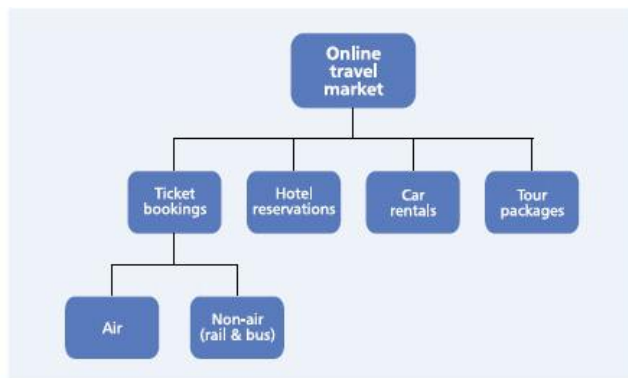 Online
travel
market
Ticket
bookings
Hotel
reservations
Car
rentals
Tour
packages
Air
Non-air
(rail & bus)